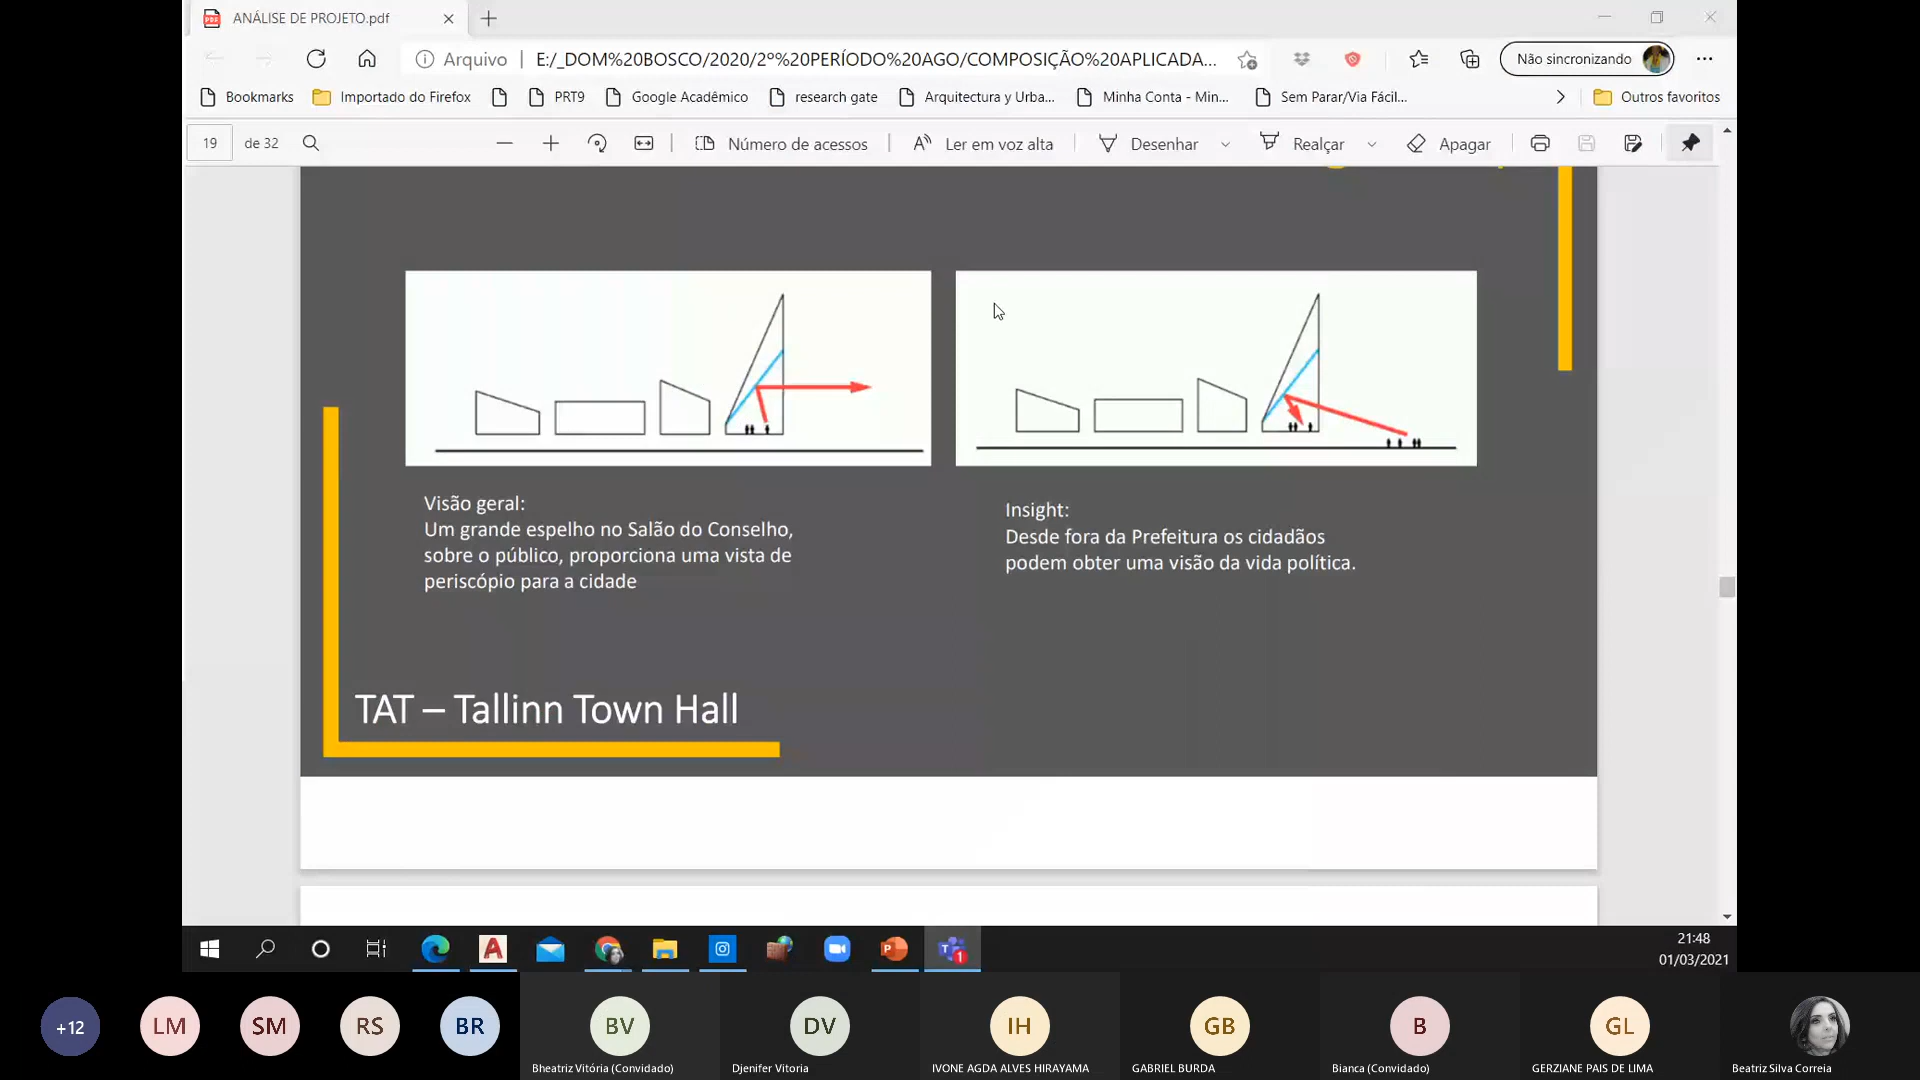 ANÁLISE DE PROJETO.pdf
Arquivo
E:/_DOM%20BOSCO/2020/2º%20PERÍODO%20AGO/COMPOSIÇÃO%20APLICADA...
Não sincronizando
Bookmarks
Importado do Firefox
PRT9
Google Acadêmico
research gate
Arquitectura y Urba...
Minha Conta - Min...
Sem Parar/Via Fácil...
Outros favoritos
19 de 32
Número de acessos
Ler em voz alta
Desenhar
Realçar
Apagar
Visão geral:
Um grande espelho no Salão do Conselho,
sobre o público, proporciona uma vista de
periscópio para a cidade
Insight:
Desde fora da Prefeitura os cidadãos
podem obter uma visão da vida política.
TAT – Tallinn Town Hall
21:48
01/03/2021
+12
LM
SM
RS
BR
BV
DV
IH
GB
B
GL
Bheatriz Vitória (Convidado)
Djenifer Vitoria
IVONE AGDA ALVES HIRAYAMA
GABRIEL BURDA
Bianca (Convidado)
GERZIANE PAIS DE LIMA
Beatriz Silva Correia